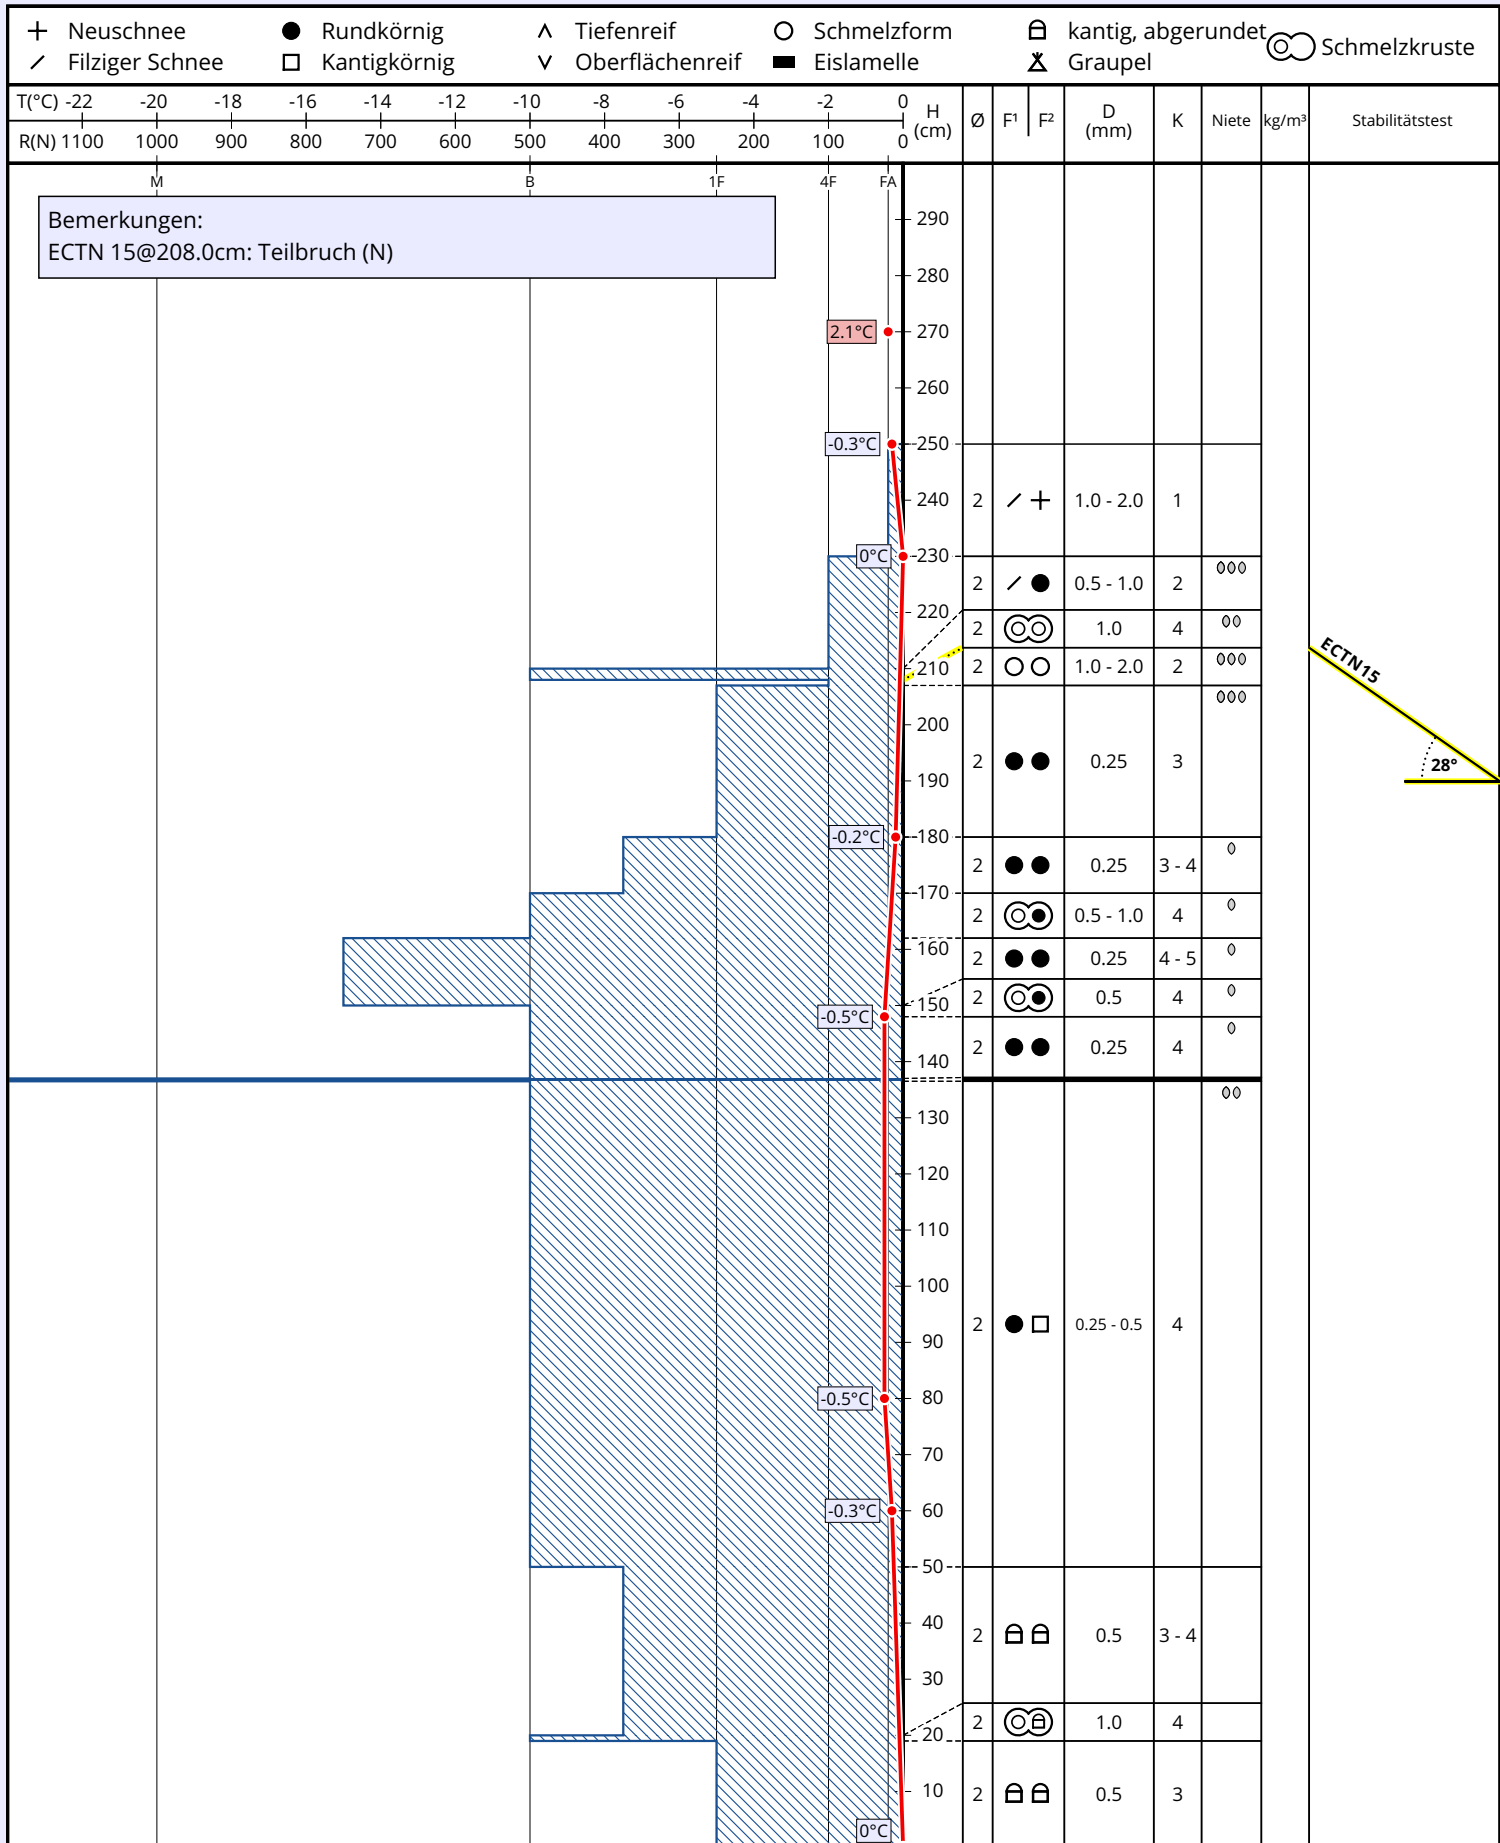 Neuschnee Rundkörnig Tiefenreif Schmelzform kantig, abgerundet Schmelzkruste
Filziger Schnee Kantigkörnig Oberflächenreif Eislamelle Graupel
T(°C) -22 -20 -18 -16 -14 -12 -10 -8 -6 -4 -2 0
R(N) 1100 1000 900 800 700 600 500 400 300 200 100 0
H (cm) Ø F¹ F² D (mm) K Niete kg/m³ Stabilitätstest
M B 1F 4F FA
Bemerkungen:
ECTN 15@208.0cm: Teilbruch (N)
290
280
2.1°C 270
260
-0.3°C 250
240 2 1.0 - 2.0 1
0°C 230
2 0.5 - 1.0 2
220
2 1.0 4
ECTN15
210 2 1.0 - 2.0 2
200
2 0.25 3
28°
190
-0.2°C 180
2 0.25 3 - 4
170
2 0.5 - 1.0 4
160
2 0.25 4 - 5
2 0.5 4
150
-0.5°C
2 0.25 4
140
130
120
110
100
2 0.25 - 0.5 4
90
-0.5°C 80
70
-0.3°C 60
50
40
2 0.5 3 - 4
30
2 1.0 4
20
10 2 0.5 3
0°C